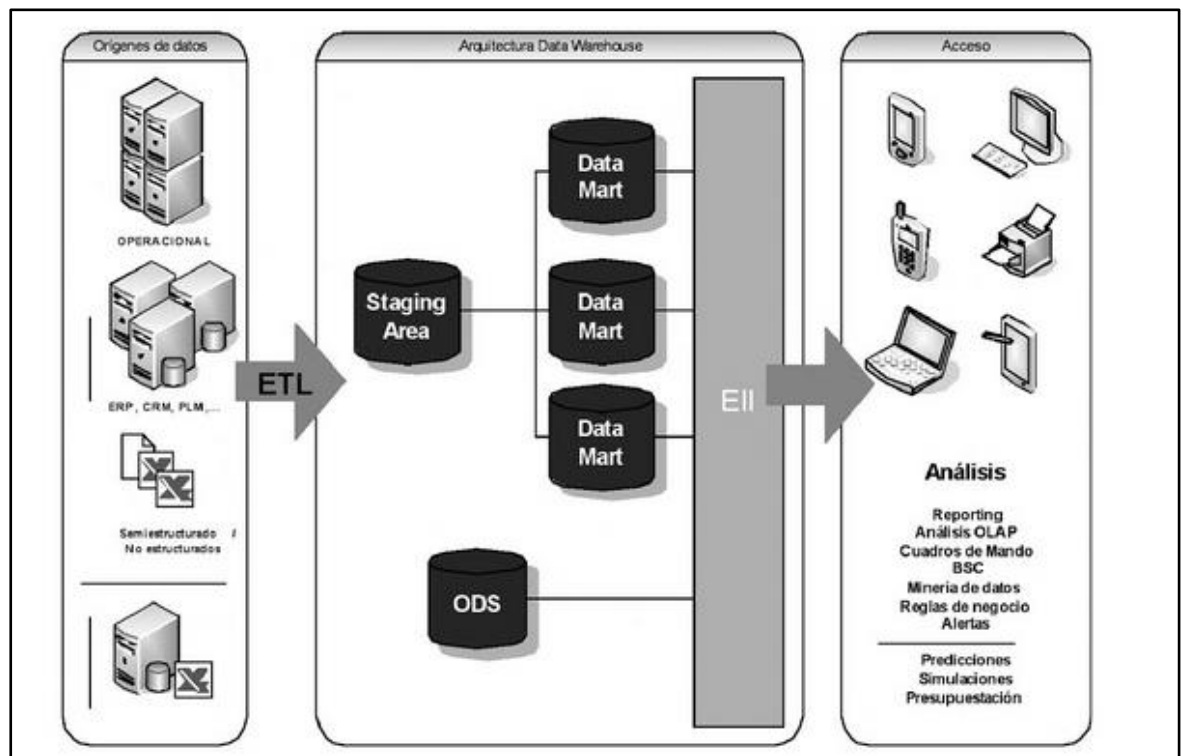 Orígenes de datos
OPERACIONAL
ERP, CRM, PLM,...
Semiestructurado /
No estructurados
ETL
Arquitectura Data Warehouse
Staging
Area
Data
Mart
Data
Mart
Data
Mart
ODS
EII
Acceso
Análisis
Reporting
Análisis OLAP
Cuadros de Mando
BSC
Minería de datos
Reglas de negocio
Alertas
Predicciones
Simulaciones
Presupuestación